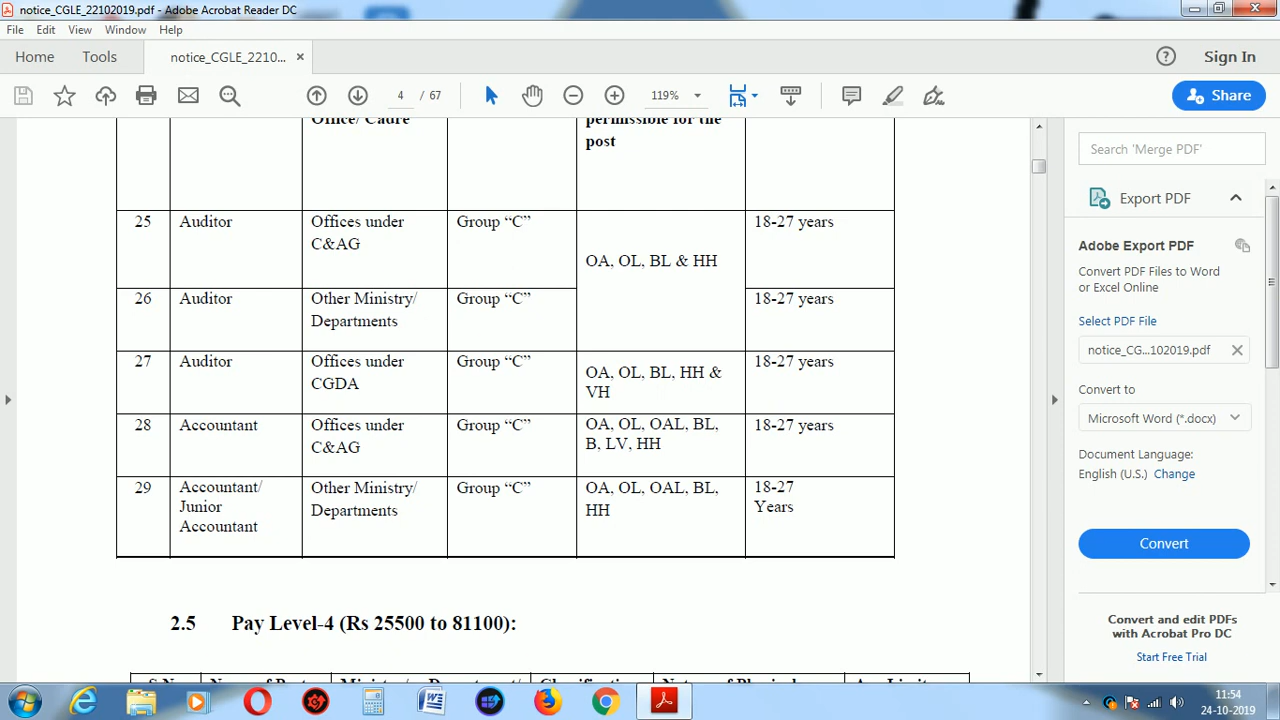 notice_CGLE_22102019.pdf - Adobe Acrobat Reader DC
File Edit View Window Help
Home Tools notice_CGLE_2210... × Sign In
4 / 67 119% Share
Office/ Cadre permissible for the
post
25 Auditor Offices under Group “C” 18-27 years
C&AG OA, OL, BL & HH
26 Auditor Other Ministry/ Group “C” 18-27 years
Departments
27 Auditor Offices under Group “C” OA, OL, BL, HH & 18-27 years
CGDA VH
28 Accountant Offices under Group “C” OA, OL, OAL, BL, 18-27 years
C&AG B, LV, HH
29 Accountant/ Other Ministry/ Group “C” OA, OL, OAL, BL, 18-27
Junior Departments HH Years
Accountant
2.5 Pay Level-4 (Rs 25500 to 81100):
Search 'Merge PDF'
Export PDF
Adobe Export PDF
Convert PDF Files to Word
or Excel Online
Select PDF File
notice_CG...102019.pdf
Convert to
Microsoft Word (*.docx)
Document Language:
English (U.S.) Change
Convert
Convert and edit PDFs
with Acrobat Pro DC
Start Free Trial
11:54
24-10-2019